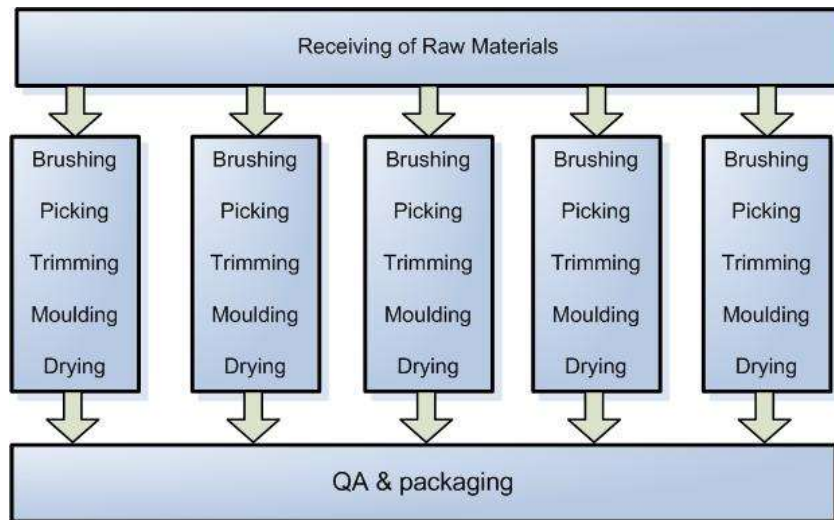 Receiving of Raw Materials
Brushing
Picking
Trimming
Moulding
Drying
Brushing
Picking
Trimming
Moulding
Drying
Brushing
Picking
Trimming
Moulding
Drying
Brushing
Picking
Trimming
Moulding
Drying
Brushing
Picking
Trimming
Moulding
Drying
QA & packaging